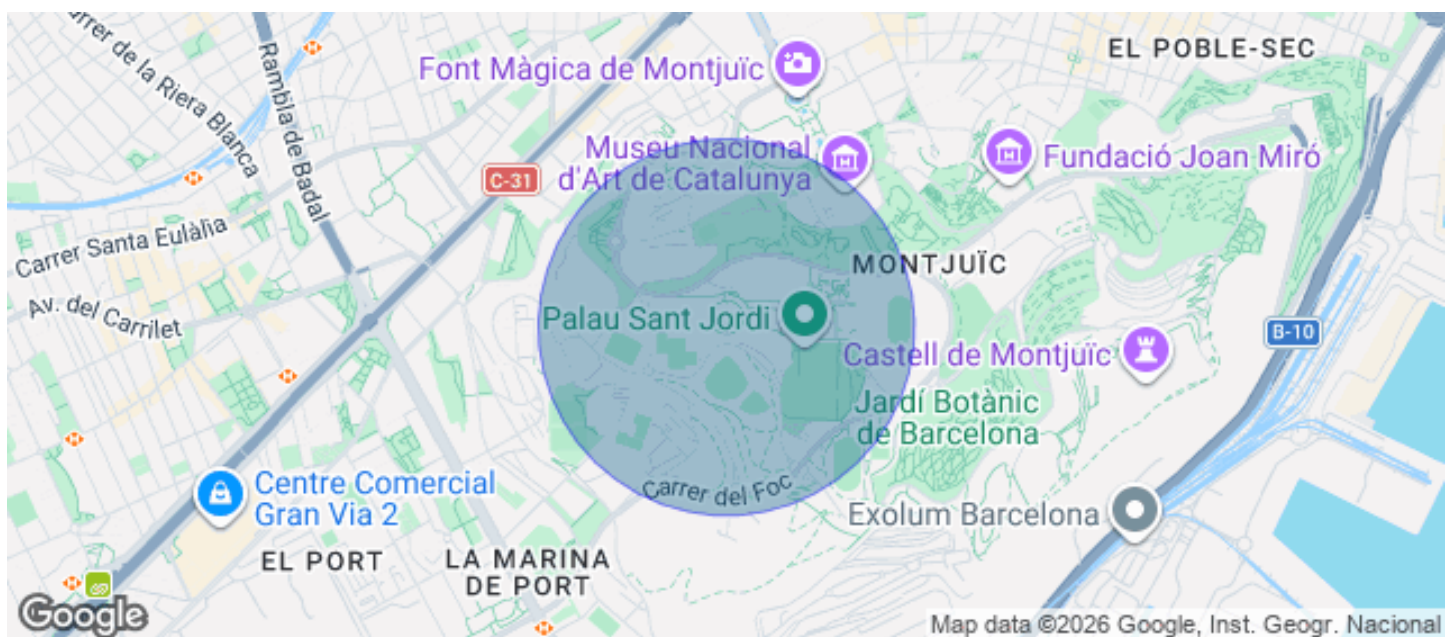 Carrer de la Riera Blanca
Rambla de Badal
EL POBLE-SEC
Font Màgica de Montjuïc
Museu Nacional
d'Art de Catalunya
Fundació Joan Miró
C-31
Carrer Santa Eulàlia
Av. del Carrilet
MONTJUÏC
Palau Sant Jordi
B-10
Castell de Montjuïc
Jardí Botànic
de Barcelona
Centre Comercial
Gran Via 2
Carrer del Foc
Exolum Barcelona
EL PORT
LA MARINA
DE PORT
Google
Map data ©2026 Google, Inst. Geogr. Nacional